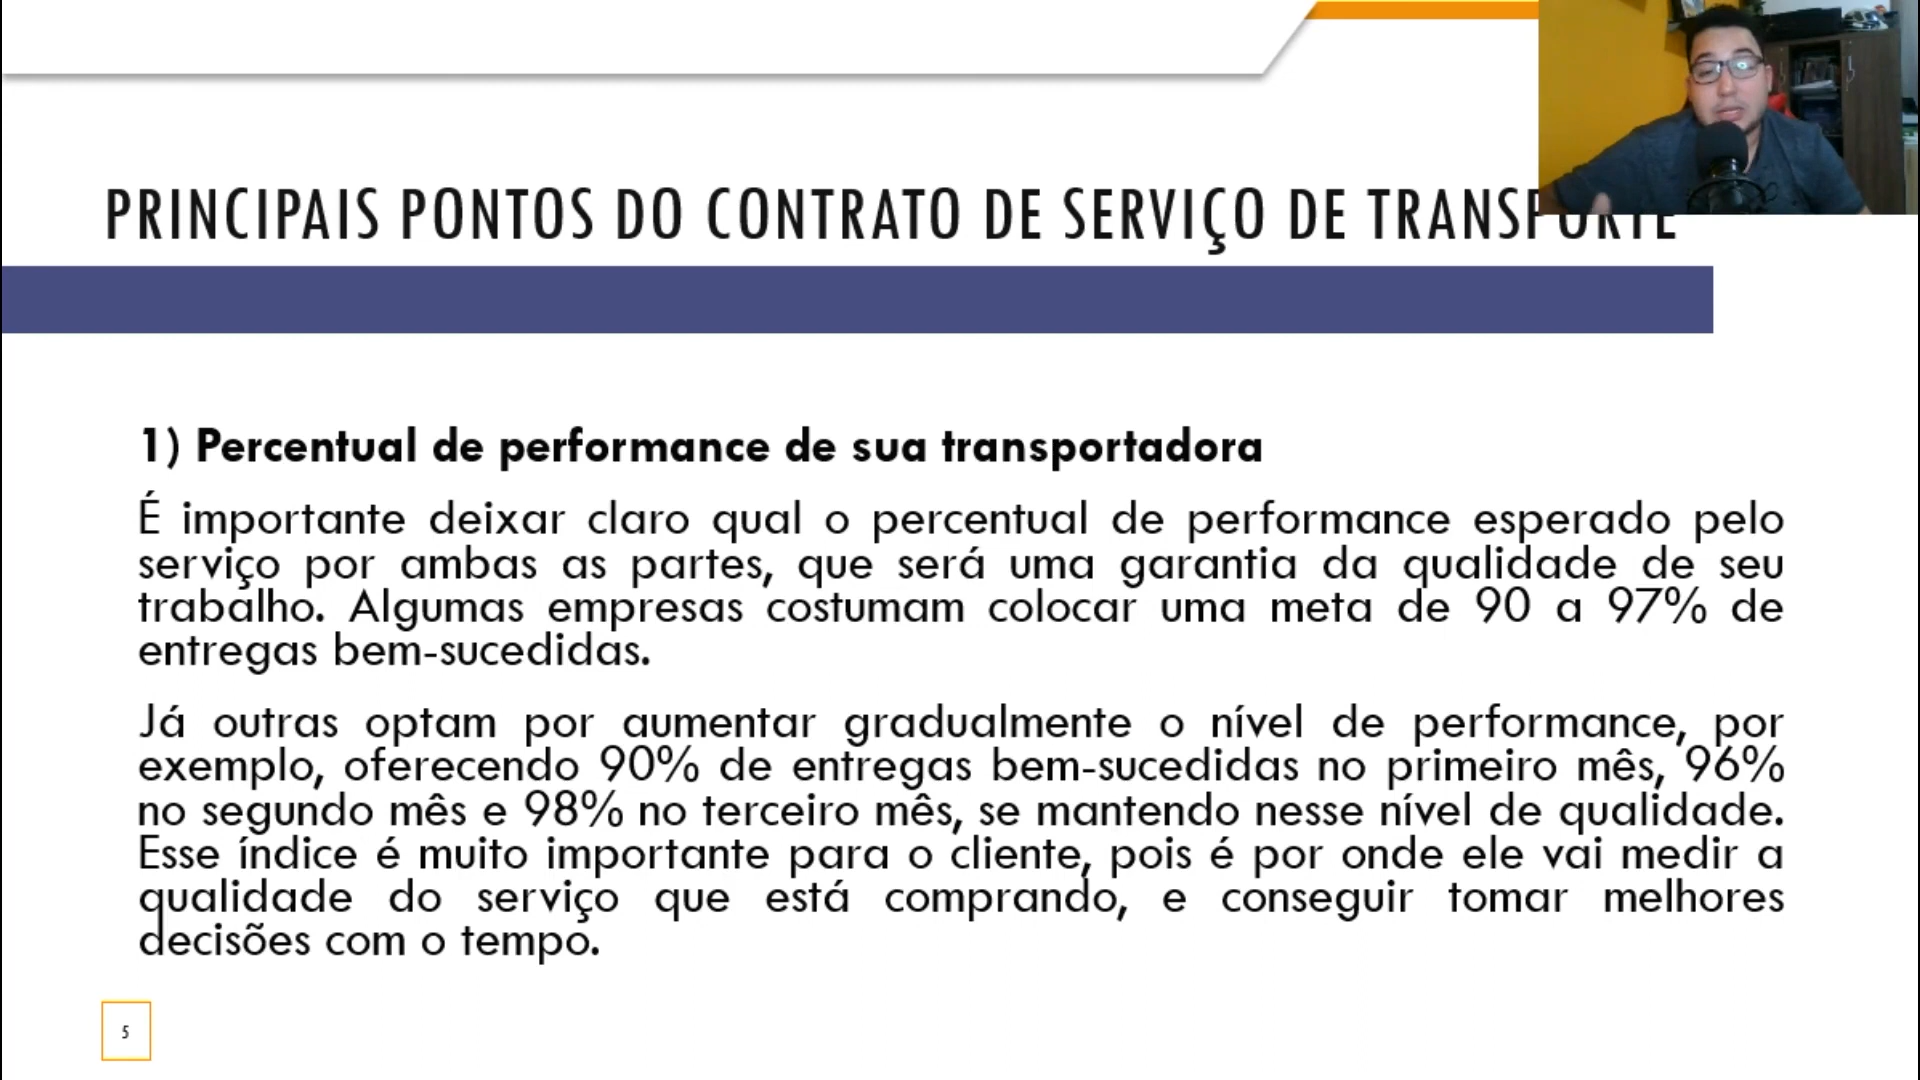 PRINCIPAIS PONTOS DO CONTRATO DE SERVIÇO DE TRANSPORTE
1) Percentual de performance de sua transportadora
É importante deixar claro qual o percentual de performance esperado pelo
serviço por ambas as partes, que será uma garantia da qualidade de seu
trabalho. Algumas empresas costumam colocar uma meta de 90 a 97% de
entregas bem-sucedidas.
Já outras optam por aumentar gradualmente o nível de performance, por
exemplo, oferecendo 90% de entregas bem-sucedidas no primeiro mês, 96%
no segundo mês e 98% no terceiro mês, se mantendo nesse nível de qualidade.
Esse índice é muito importante para o cliente, pois é por onde ele vai medir a
qualidade do serviço que está comprando, e conseguir tomar melhores
decisões com o tempo.
5